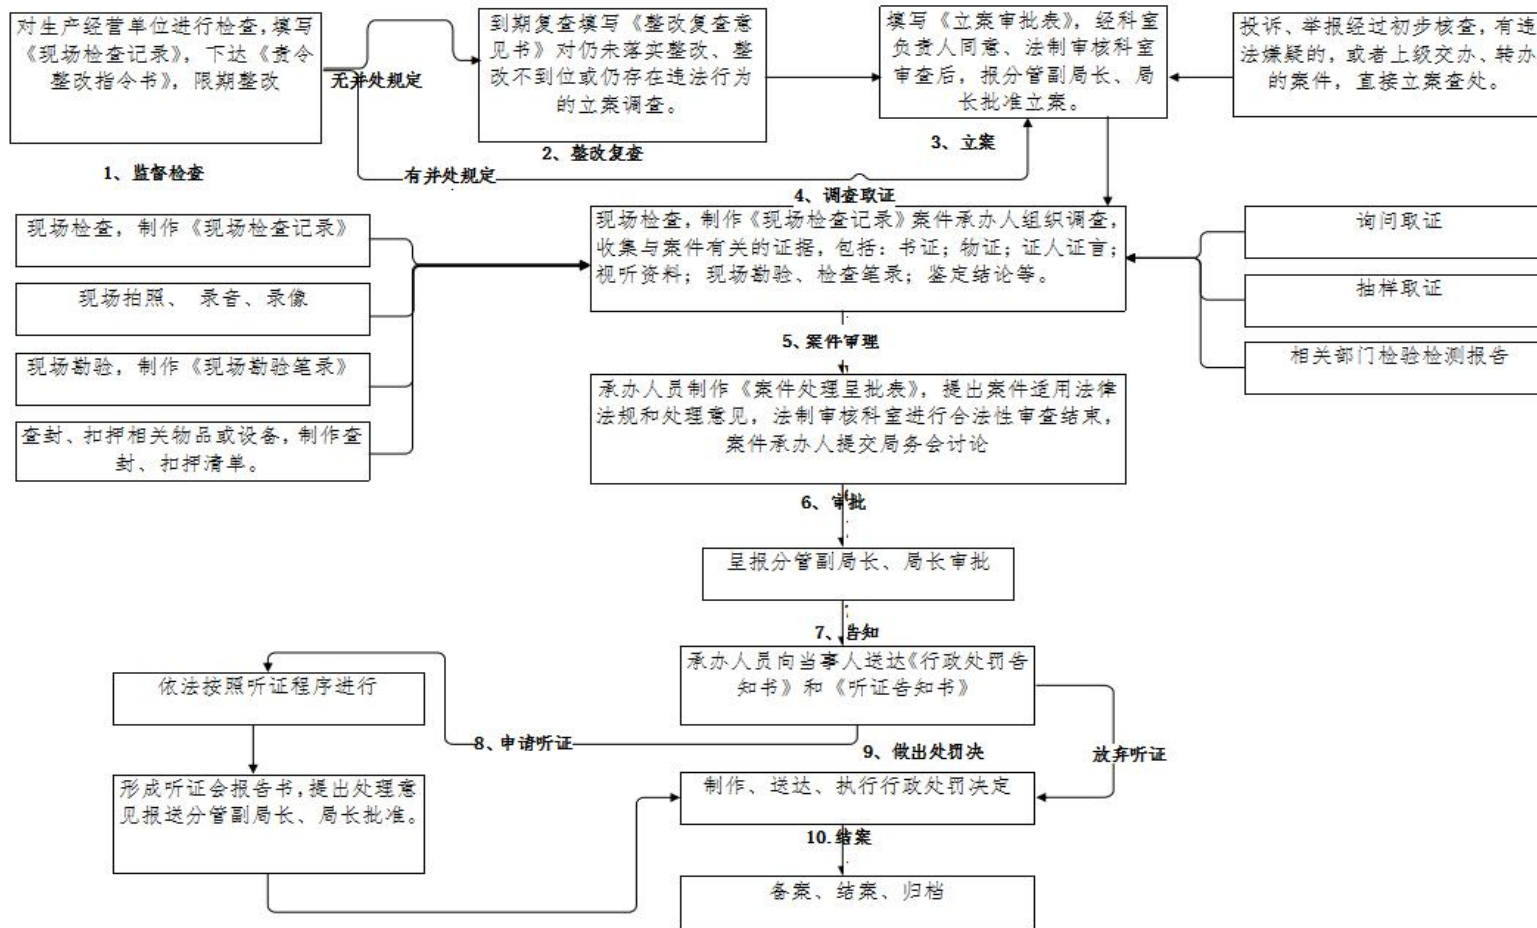 对生产经营单位进行检查，填写
《现场检查记录》，下达《责令
整改指令书》，限期整改
1、监督检查
无并处规定
有并处规定
到期复查填写《整改复查意
见书》对仍未落实整改、整
改不到位或仍存在违法行为
的立案调查。
2、整改复查
填写《立案审批表》，经科室
负责人同意、法制审核科室
审查后，报分管副局长、局
长批准立案。
3、立案
投诉、举报经过初步核查，有违
法嫌疑的，或者上级交办、转办
的案件，直接立案查处。
4、调查取证
现场检查，制作《现场检查记录》案件承办人组织调查，
收集与案件有关的证据，包括：书证；物证；证人证言；
视听资料；现场勘验、检查笔录；鉴定结论等。
现场检查，制作《现场检查记录》
现场拍照、 录音、录像
现场勘验，制作《现场勘验笔录》
查封、扣押相关物品或设备，制作查
封、扣押清单。
询问取证
抽样取证
相关部门检验检测报告
5、案件审理
承办人员制作《案件处理呈批表》，提出案件适用法律
法规和处理意见，法制审核科室进行合法性审查结束，
案件承办人提交局务会讨论
6、审批
呈报分管副局长、局长审批
7、告知
承办人员向当事人送达《行政处罚告
知书》和《听证告知书》
8、申请听证
依法按照听证程序进行
形成听证会报告书，提出处理意
见报送分管副局长、局长批准。
放弃听证
9、做出处罚决
制作、送达、执行行政处罚决定
10.结案
备案、结案、归档